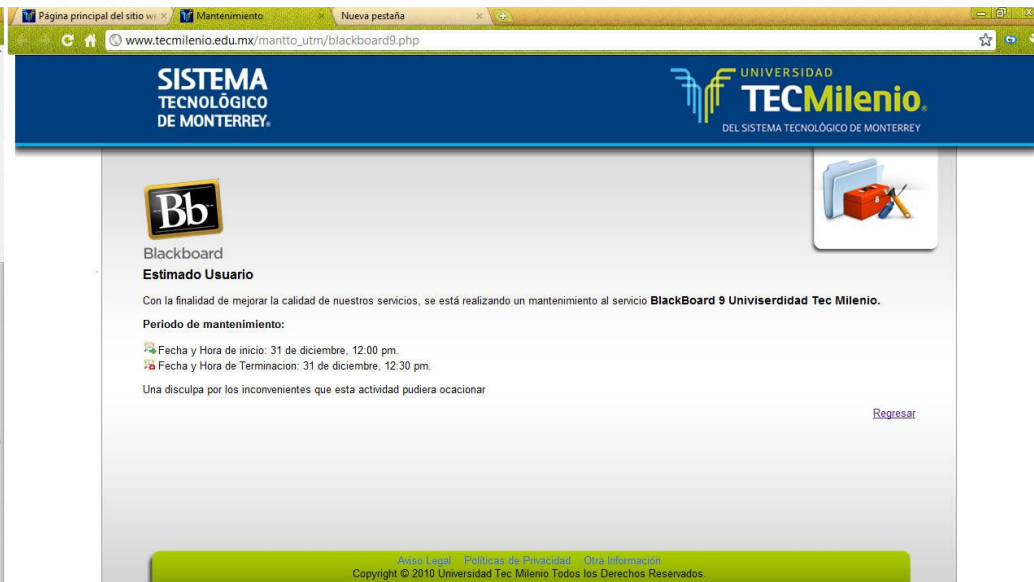 Página principal del sitio we
Mantenimiento
Nueva pestaña
www.tecmilenio.edu.mx/mantto_utm/blackboard9.php
SISTEMA
TECNOLÓGICO
DE MONTERREY®
UNIVERSIDAD
TECMilenio®
DEL SISTEMA TECNOLÓGICO DE MONTERREY
Bb
Blackboard
Estimado Usuario
Con la finalidad de mejorar la calidad de nuestros servicios, se está realizando un mantenimiento al servicio BlackBoard 9 Univiserdidad Tec Milenio.
Periodo de mantenimiento:
Fecha y Hora de inicio: 31 de diciembre, 12:00 pm.
Fecha y Hora de Terminacion: 31 de diciembre, 12:30 pm.
Una disculpa por los inconvenientes que esta actividad pudiera ocacionar
Regresar
Aviso Legal Políticas de Privacidad Otra Información
Copyright © 2010 Universidad Tec Milenio Todos los Derechos Reservados.